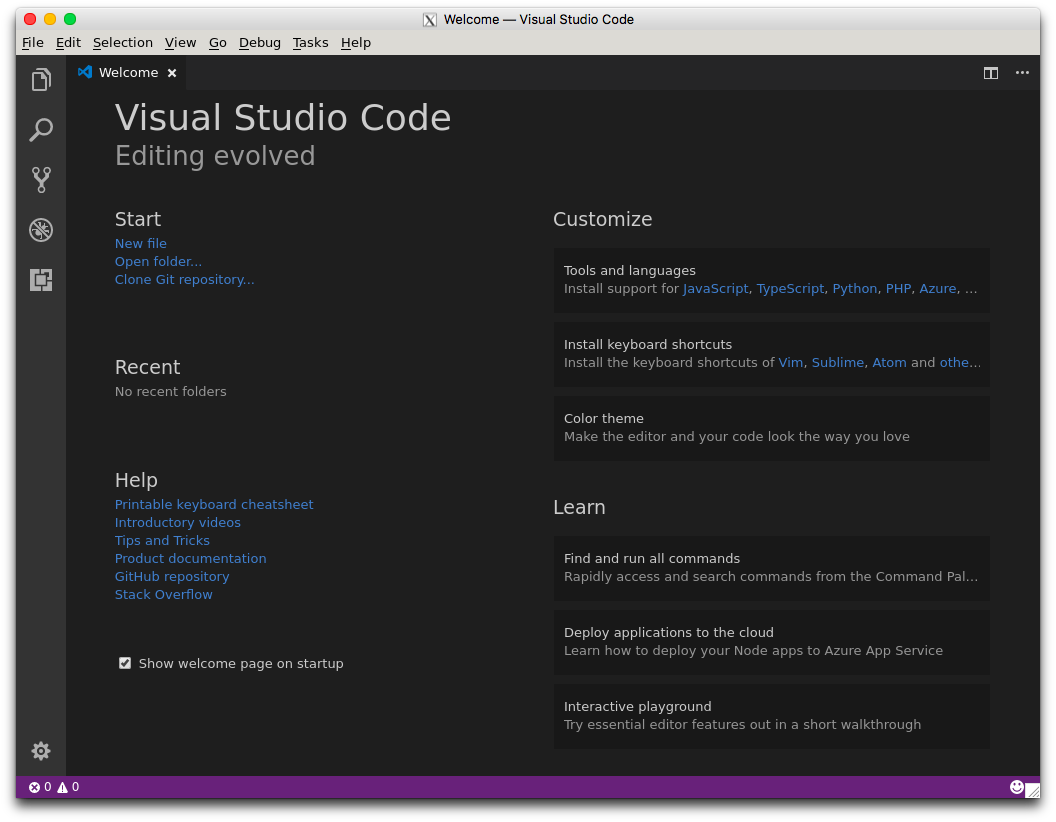 Welcome — Visual Studio Code
File Edit Selection View Go Debug Tasks Help
Welcome
Visual Studio Code
Editing evolved
Start
New file
Open folder...
Clone Git repository...
Recent
No recent folders
Help
Printable keyboard cheatsheet
Introductory videos
Tips and Tricks
Product documentation
GitHub repository
Stack Overflow
Show welcome page on startup
Customize
Tools and languages
Install support for JavaScript, TypeScript, Python, PHP, Azure, ...
Install keyboard shortcuts
Install the keyboard shortcuts of Vim, Sublime, Atom and othe...
Color theme
Make the editor and your code look the way you love
Learn
Find and run all commands
Rapidly access and search commands from the Command Pal...
Deploy applications to the cloud
Learn how to deploy your Node apps to Azure App Service
Interactive playground
Try essential editor features out in a short walkthrough
0 0